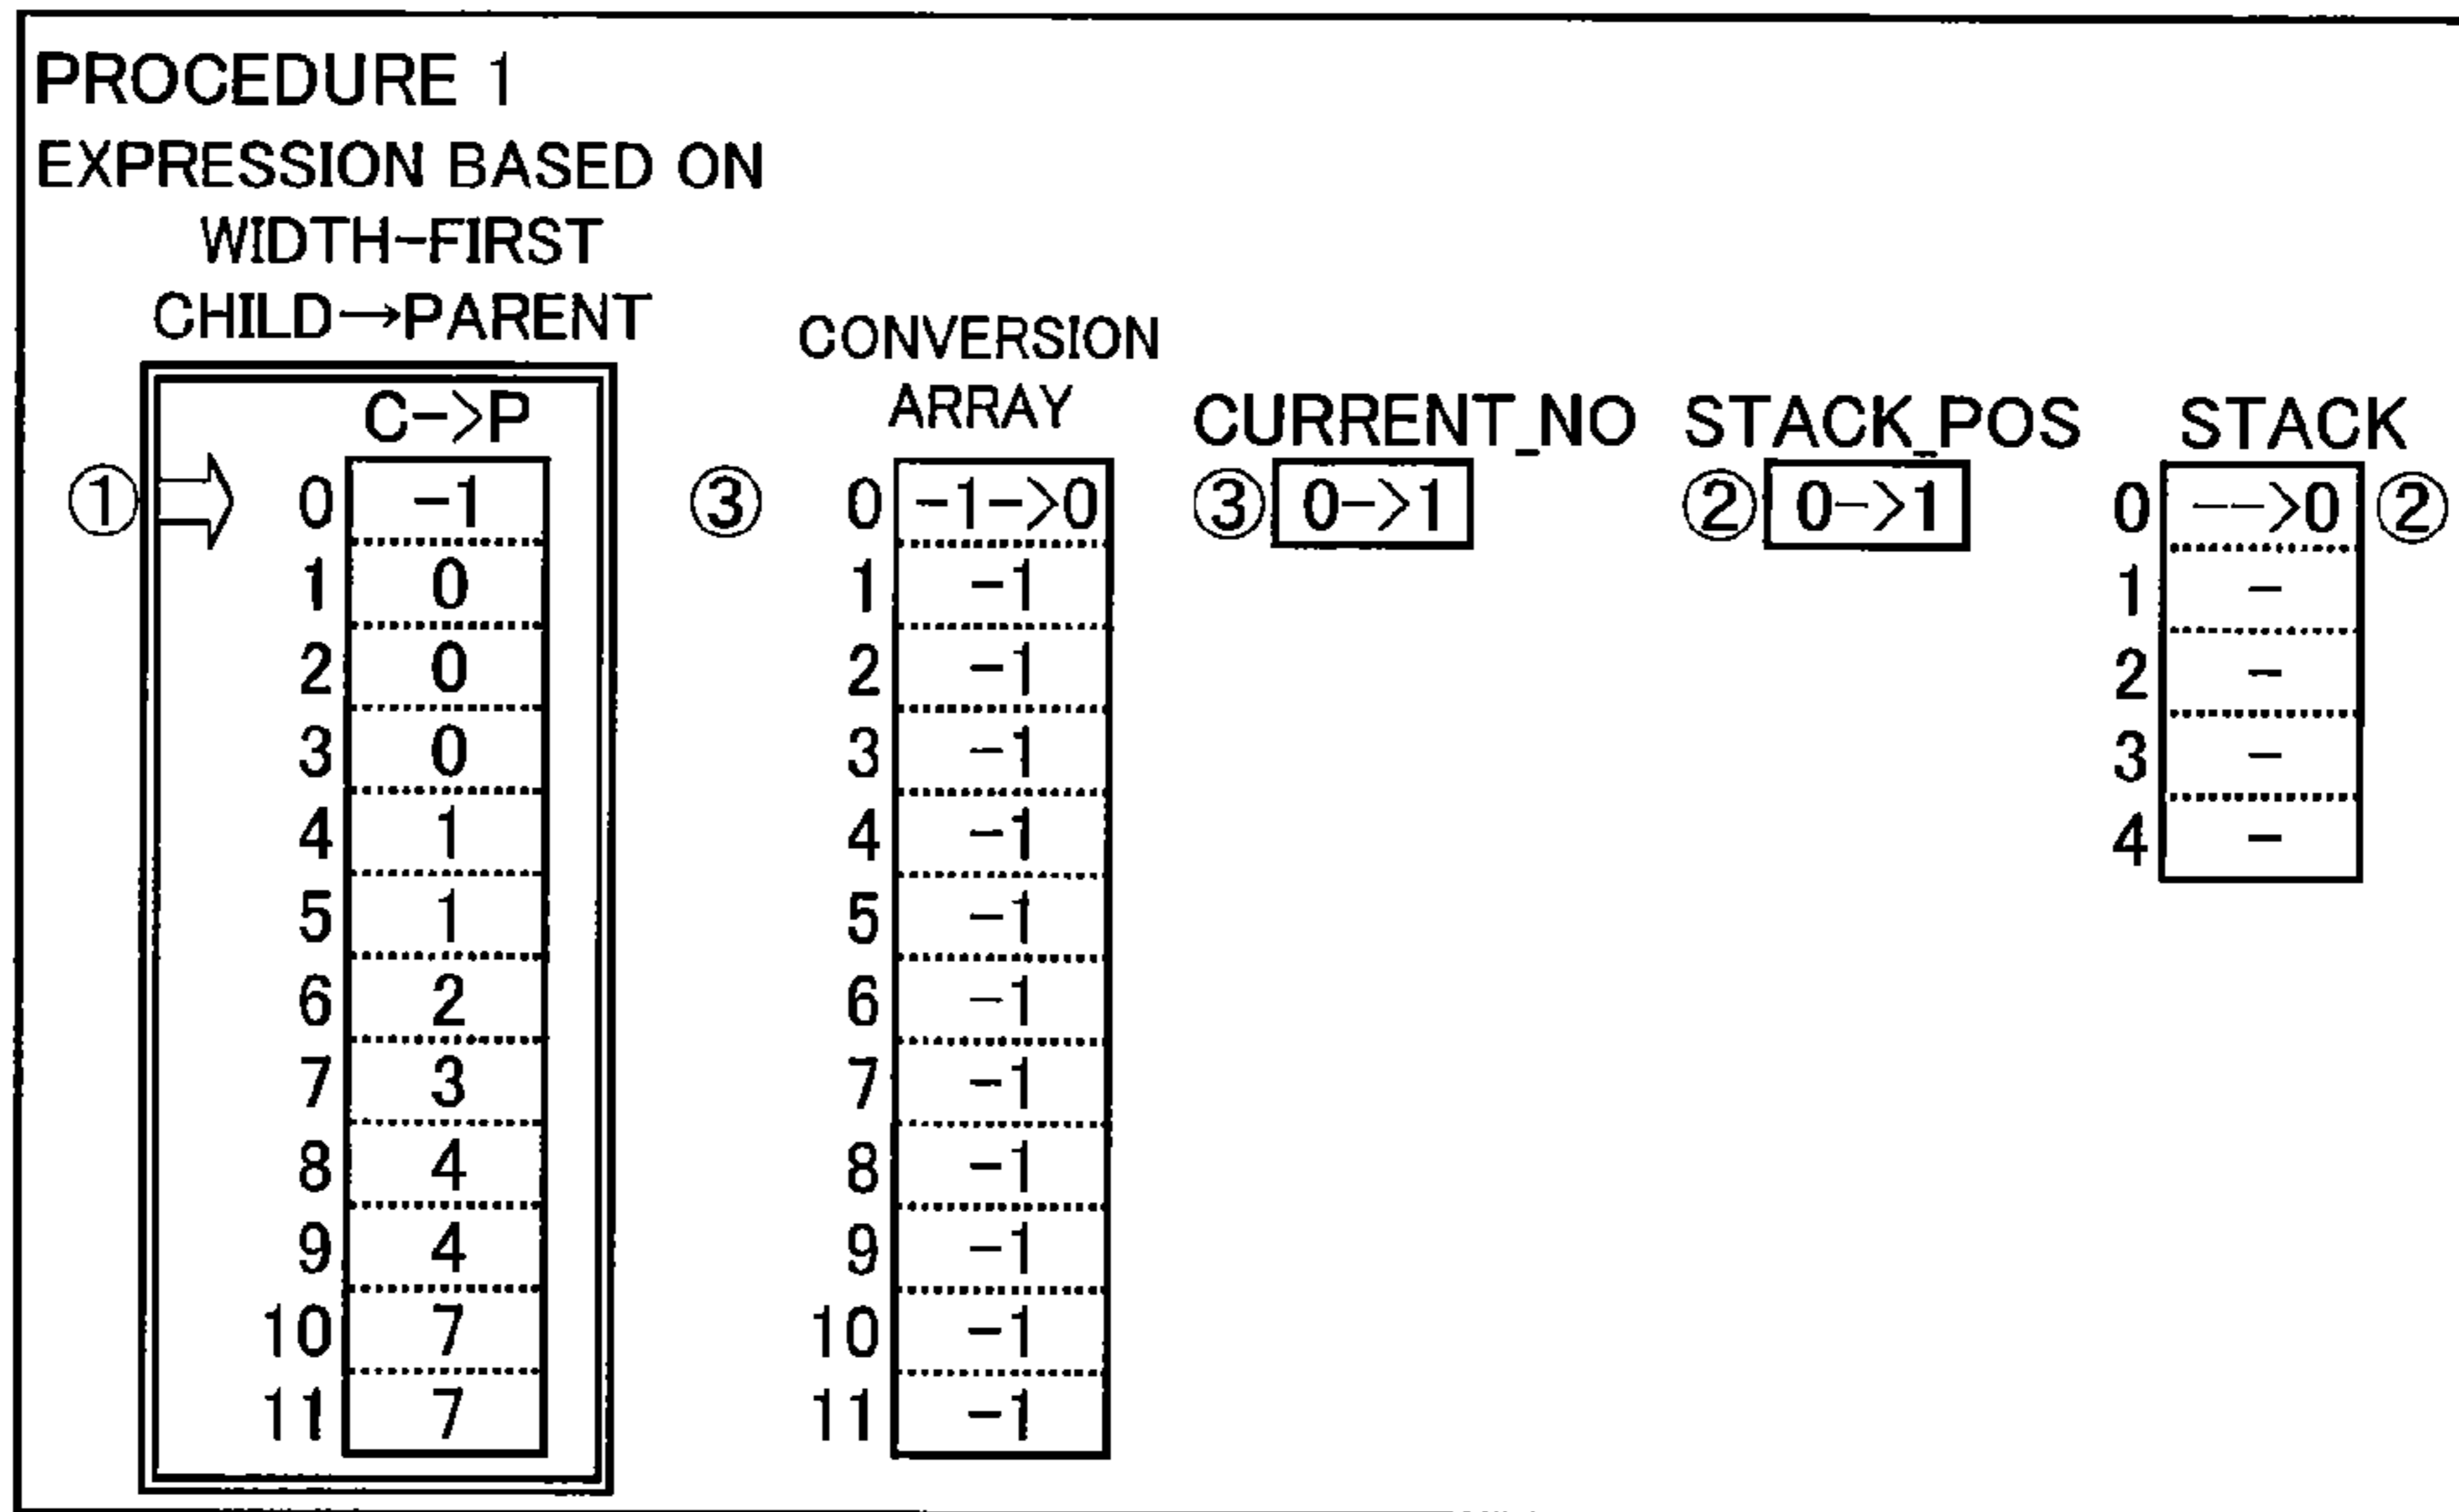 PROCEDURE 1
EXPRESSION BASED ON
WIDTH-FIRST
CHILD→PARENT
CONVERSION
ARRAY
C->P
CURRENT_NO STACK_POS STACK
① 0 -1 ③ 0 -1->0 ③ 0->1 ② 0->1 0 -->0 ②
1 0 1 -1 1 -
2 0 2 -1 2 -
3 0 3 -1 3 -
4 1 4 -1 4 -
5 1 5 -1
6 2 6 -1
7 3 7 -1
8 4 8 -1
9 4 9 -1
10 7 10 -1
11 7 11 -1